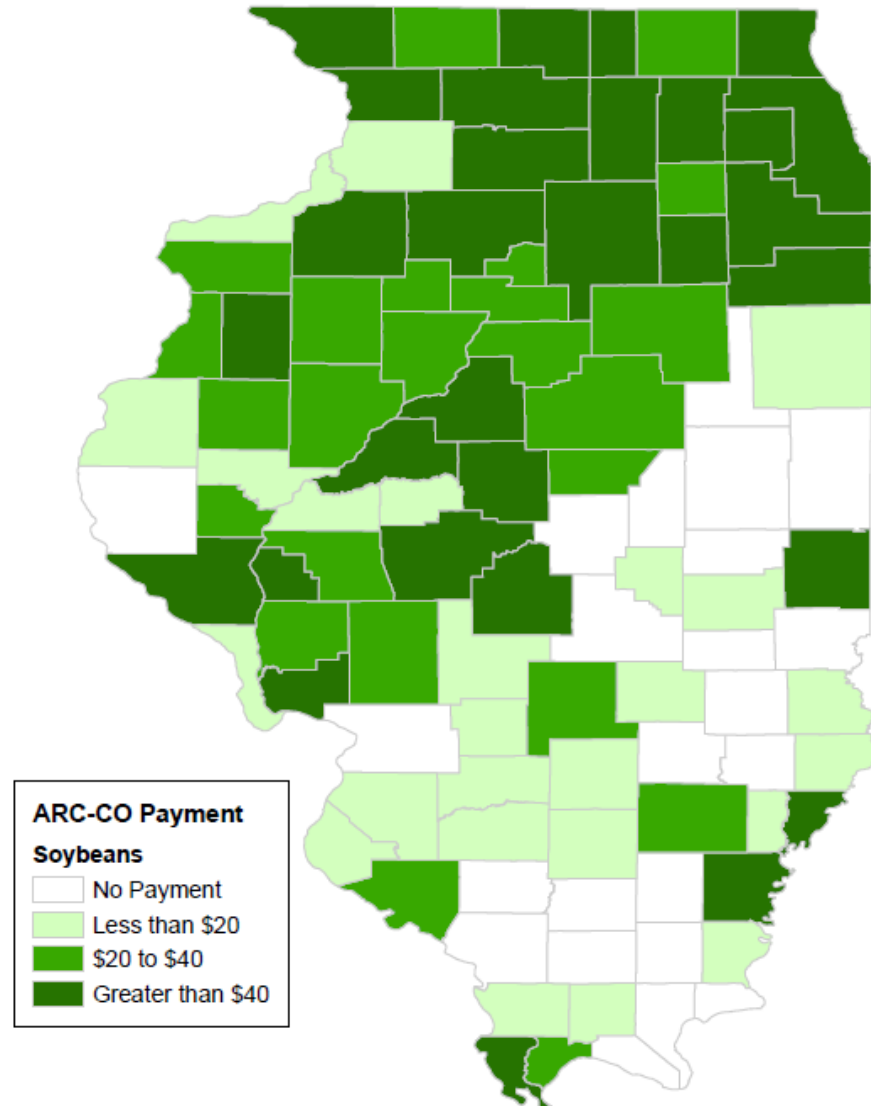 ARC-CO Payment
Soybeans
No Payment
Less than $20
$20 to $40
Greater than $40